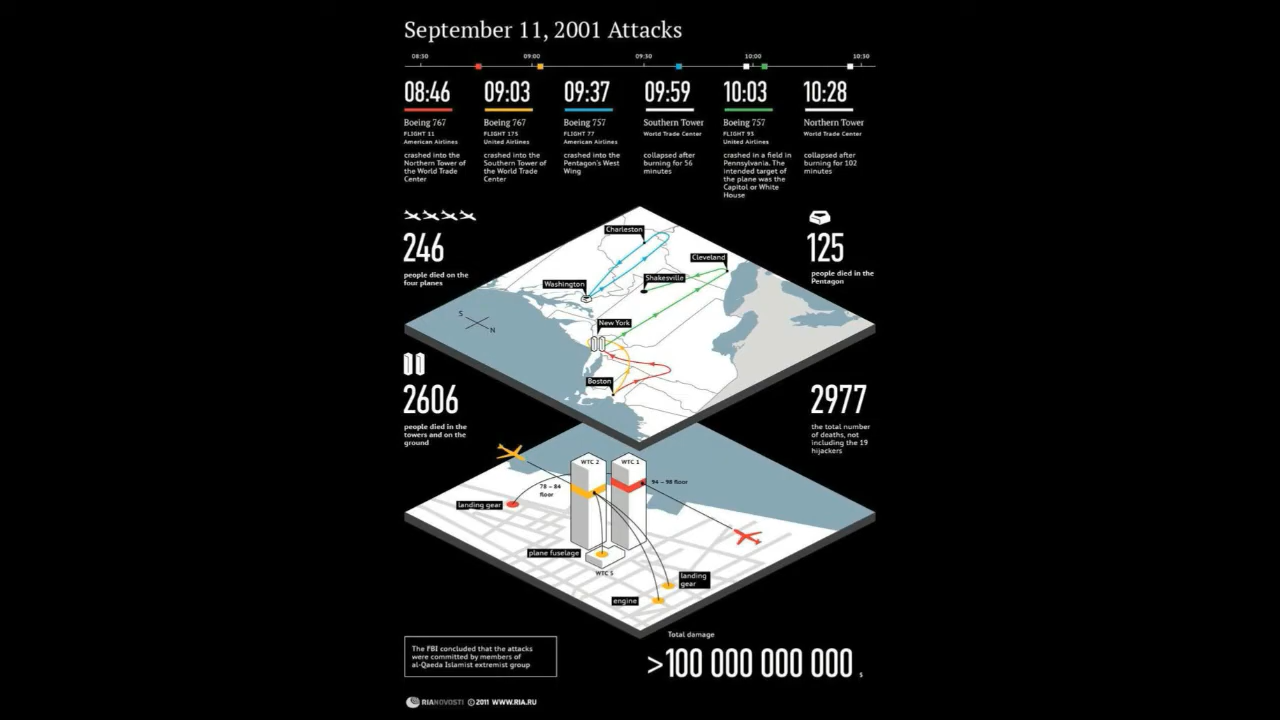 September 11, 2001 Attacks
08:30 09:00 09:30 10:00 10:30
08:46
Boeing 767
FLIGHT 11
American Airlines
crashed into the
Northern Tower of
the World Trade
Center
09:03
Boeing 767
FLIGHT 175
United Airlines
crashed into the
Southern Tower of
the World Trade
Center
09:37
Boeing 757
FLIGHT 77
American Airlines
crashed into the
Pentagon's West
Wing
09:59
Southern Tower
World Trade Center
collapsed after
burning for 56
minutes
10:03
Boeing 757
FLIGHT 93
United Airlines
crashed in a field in
Pennsylvania. The
intended target of
the plane was the
Capitol or White
House
10:28
Northern Tower
World Trade Center
collapsed after
burning for 102
minutes
246
people died on the
four planes
125
people died in the
Pentagon
Charleston
Cleveland
Shakesville
Washington
New York
Boston
S
N
2606
people died in the
towers and on the
ground
2977
the total number
of deaths, not
including the 19
hijackers
WTC 2
WTC 1
78 – 84
floor
94 – 98 floor
landing gear
plane fuselage
WTC 5
landing
gear
engine
The FBI concluded that the attacks
were committed by members of
al-Qaeda Islamist extremist group
Total damage
>100 000 000 000 $
RIANOVOSTI © 2011 WWW.RIA.RU